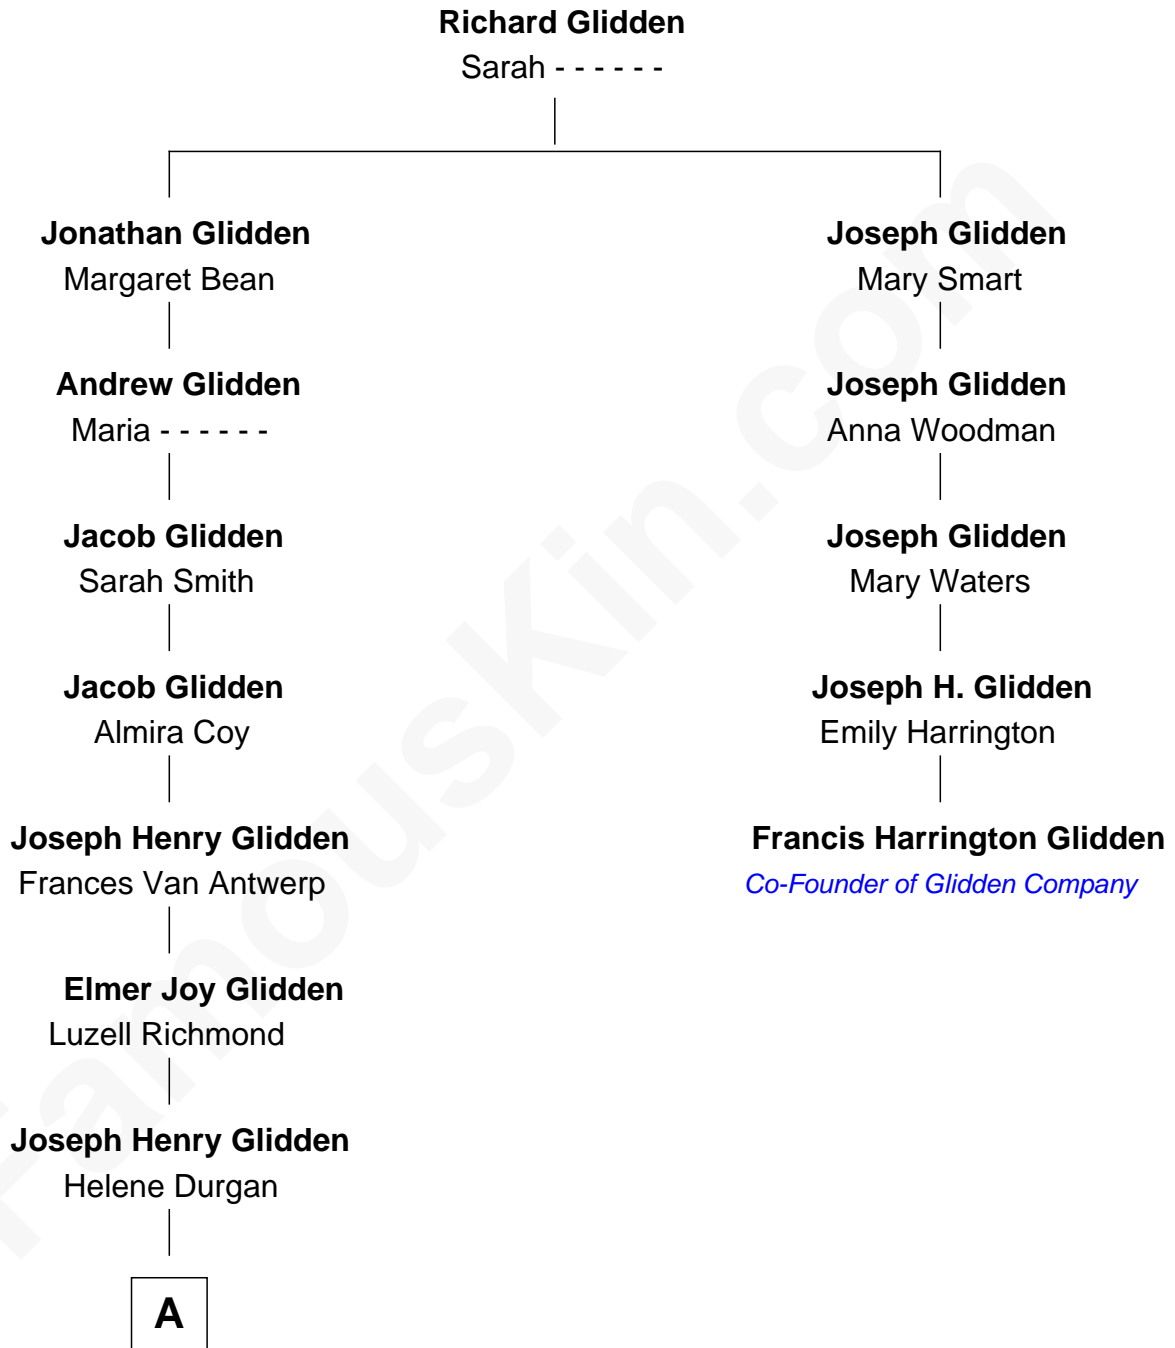 Richard Glidden
Sarah - - - - - -
Jonathan Glidden
Margaret Bean
Joseph Glidden
Mary Smart
Andrew Glidden
Maria - - - - - -
Joseph Glidden
Anna Woodman
Jacob Glidden
Sarah Smith
Joseph Glidden
Mary Waters
Jacob Glidden
Almira Coy
Joseph H. Glidden
Emily Harrington
Joseph Henry Glidden
Frances Van Antwerp
Francis Harrington Glidden
Co-Founder of Glidden Company
Elmer Joy Glidden
Luzell Richmond
Joseph Henry Glidden
Helene Durgan
A
FamousKin.com